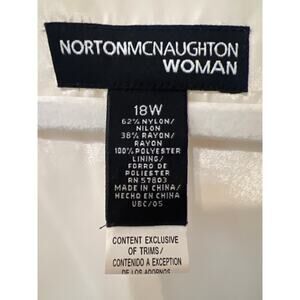 NORTONMCNAUGHTON
WOMAN
18W
62% NYLON/
NILON
38% RAYON/
RAYON
100% POLYESTER
LINING/
FORRO DE
POLIESTER
RN 57803
MADE IN CHINA/
HECHO EN CHINA
UBC/05
CONTENT EXCLUSIVE
OF TRIMS/
CONTENIDO A EXCEPTION
DE LOS ADORNOS